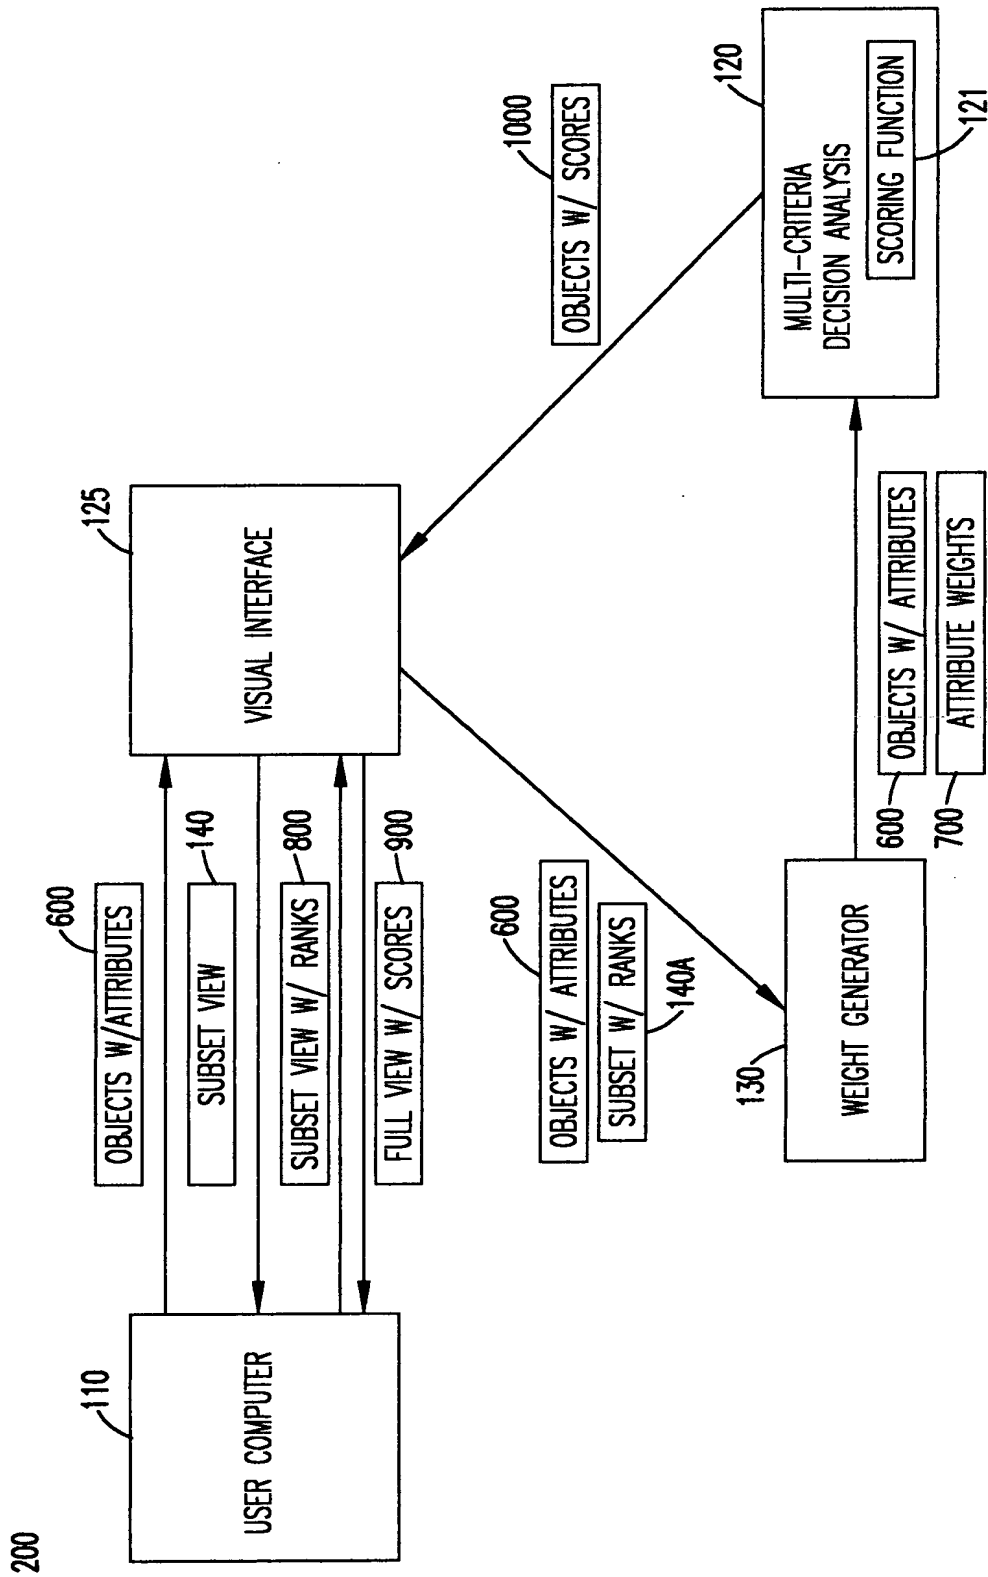 200
110
USER COMPUTER
600
OBJECTS W/ATTRIBUTES
140
SUBSET VIEW
800
SUBSET VIEW W/ RANKS
900
FULL VIEW W/ SCORES
125
VISUAL INTERFACE
1000
OBJECTS W/ SCORES
600
OBJECTS W/ ATTRIBUTES
SUBSET W/ RANKS
140A
130
WEIGHT GENERATOR
600
OBJECTS W/ ATTRIBUTES
700
ATTRIBUTE WEIGHTS
120
MULTI-CRITERIA
DECISION ANALYSIS
SCORING FUNCTION
121